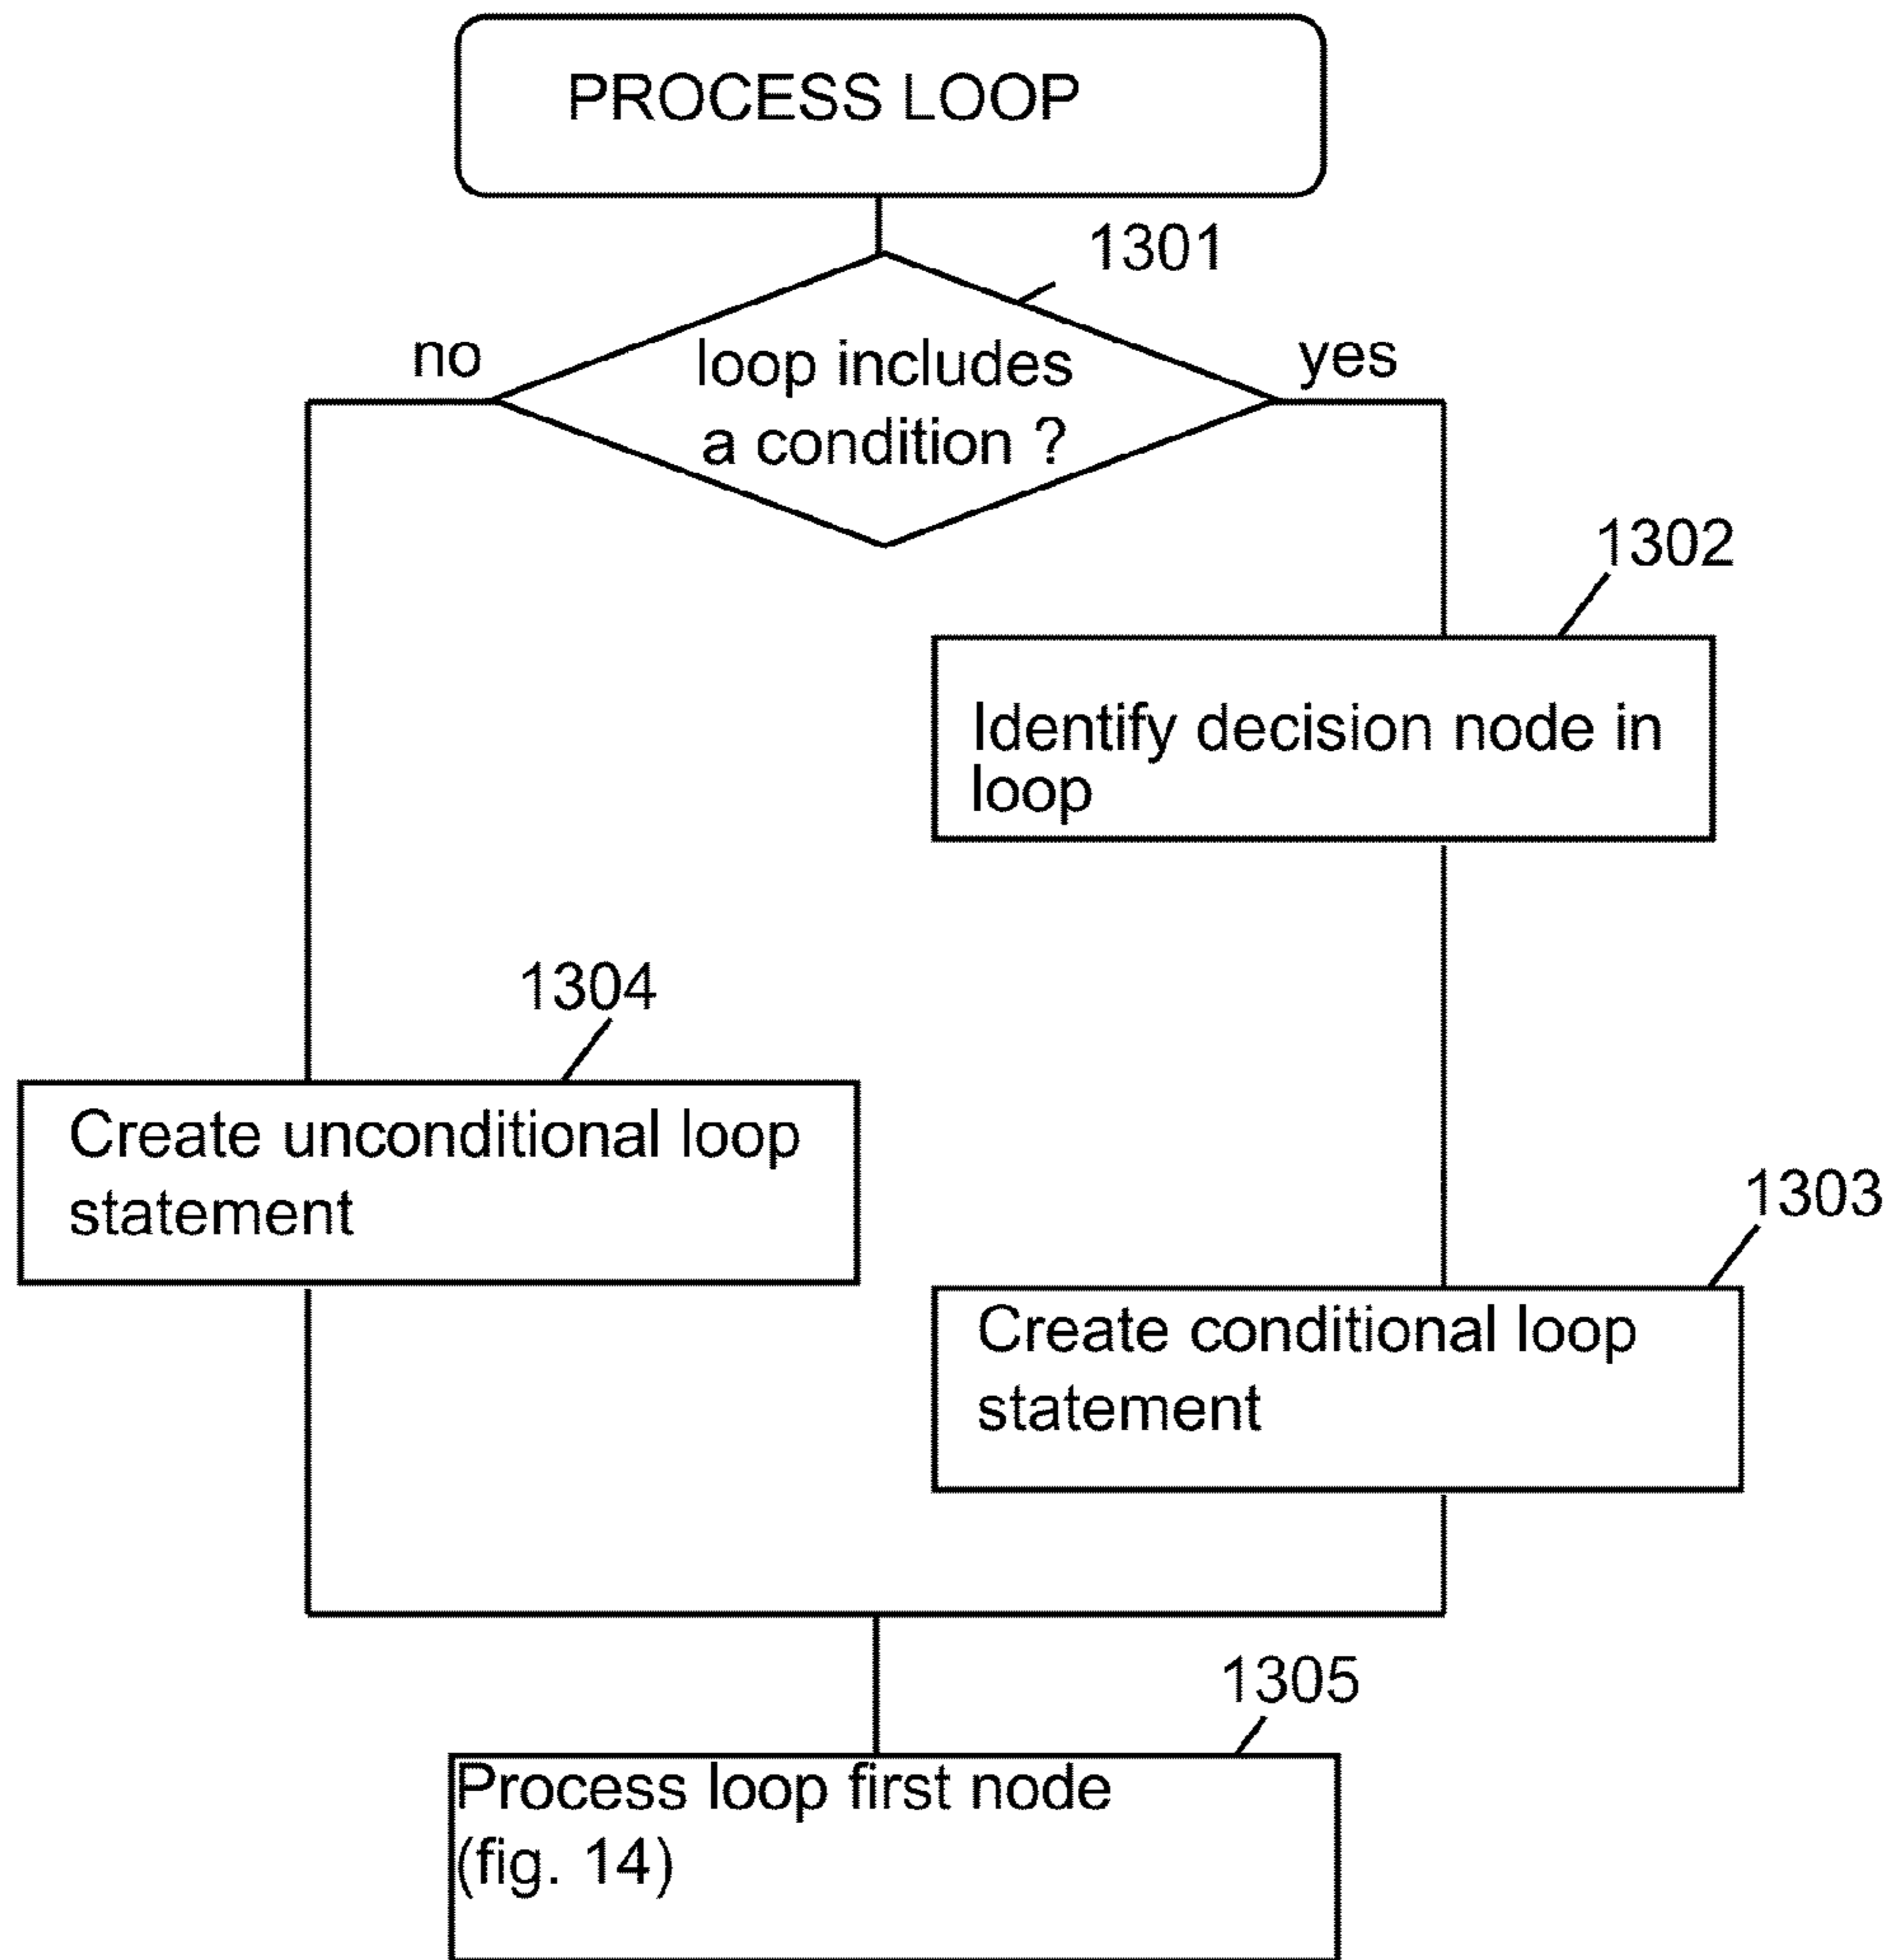 PROCESS LOOP
1301
no
loop includes
a condition ?
yes
1302
Identify decision node in
loop
1304
Create unconditional loop
statement
1303
Create conditional loop
statement
1305
Process loop first node
(fig. 14)